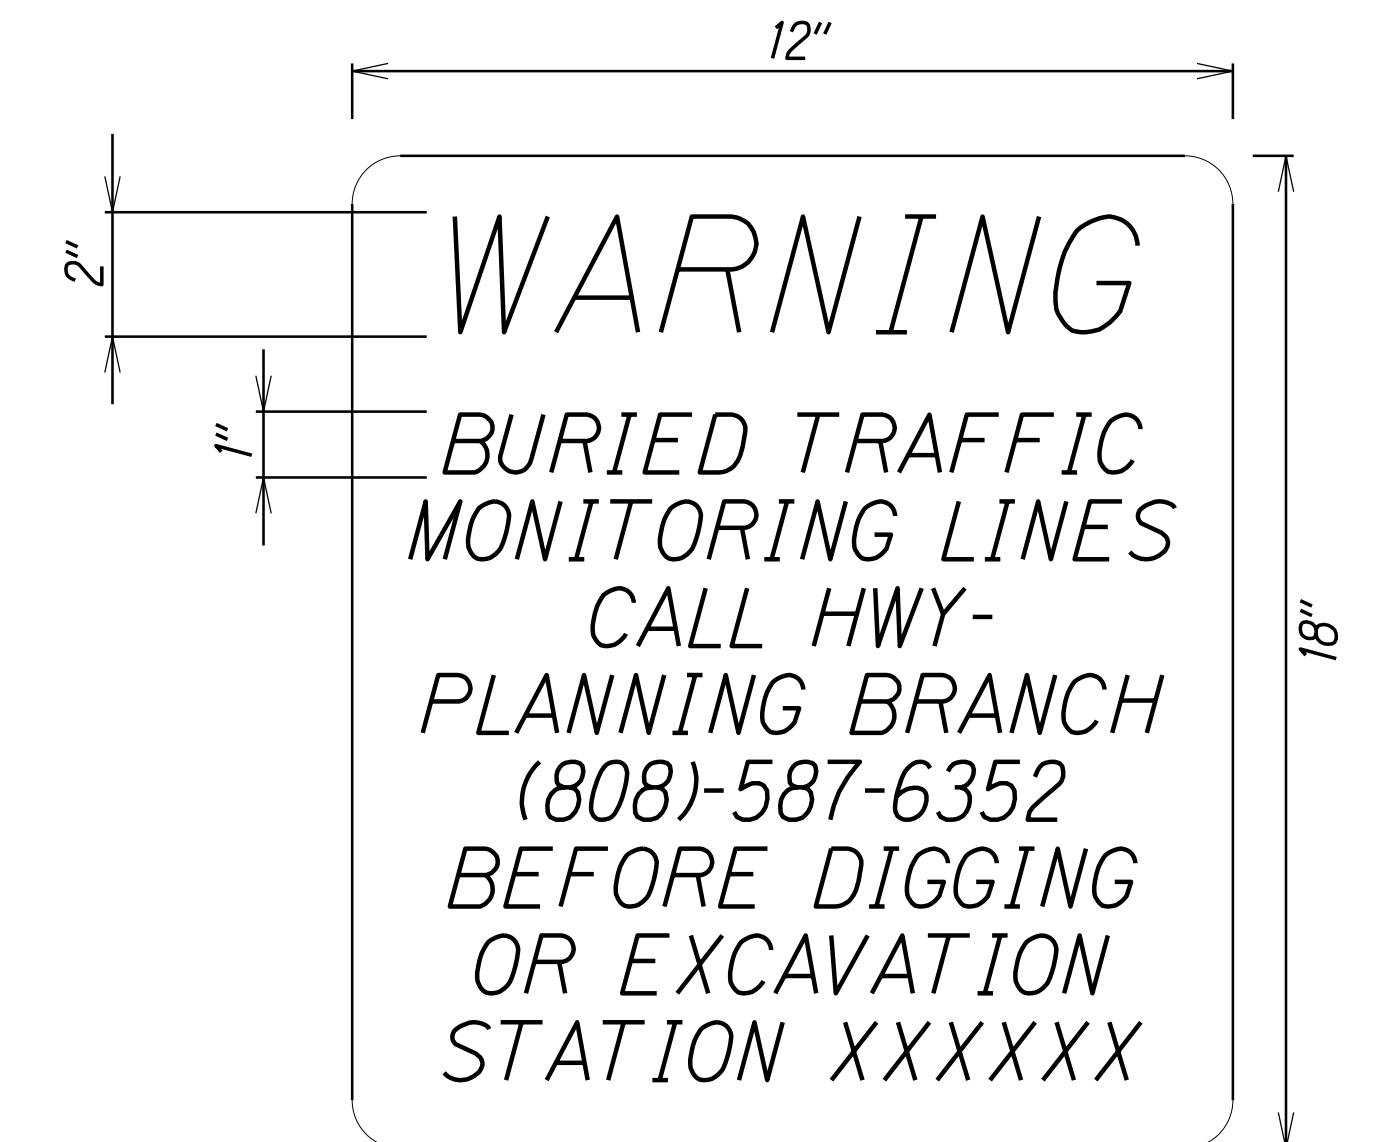 12"
2"
WARNING
1"
BURIED TRAFFIC
MONITORING LINES
CALL HWY-
PLANNING BRANCH
(808)-587-6352
BEFORE DIGGING
OR EXCAVATION
STATION XXXXXX
18"